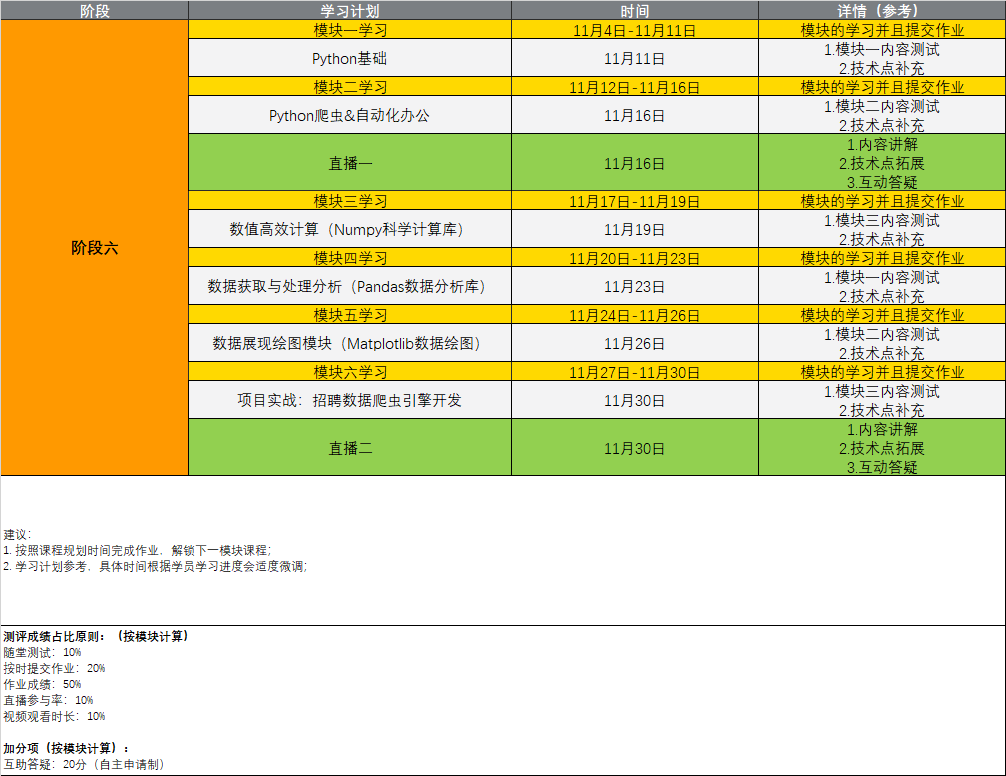 阶段 学习计划 时间 详情（参考）
阶段六
模块一学习 11月4日-11月11日 模块的学习并且提交作业
Python基础 11月11日 1.模块一内容测试
2.技术点补充
模块二学习 11月12日-11月16日 模块的学习并且提交作业
Python爬虫&自动化办公 11月16日 1.模块二内容测试
2.技术点补充
直播一 11月16日 1.内容讲解
2.技术点拓展
3.互动答疑
模块三学习 11月17日-11月19日 模块的学习并且提交作业
数值高效计算（Numpy科学计算库） 11月19日 1.模块三内容测试
2.技术点补充
模块四学习 11月20日-11月23日 模块的学习并且提交作业
数据获取与处理分析（Pandas数据分析库） 11月23日 1.模块一内容测试
2.技术点补充
模块五学习 11月24日-11月26日 模块的学习并且提交作业
数据展现绘图模块（Matplotlib数据绘图） 11月26日 1.模块二内容测试
2.技术点补充
模块六学习 11月27日-11月30日 模块的学习并且提交作业
项目实战：招聘数据爬虫引擎开发 11月30日 1.模块三内容测试
2.技术点补充
直播二 11月30日 1.内容讲解
2.技术点拓展
3.互动答疑
建议：
1. 按照课程规划时间完成作业，解锁下一模块课程；
2. 学习计划参考，具体时间根据学员学习进度会适度微调；
测评成绩占比原则：（按模块计算）
随堂测试：10%
按时提交作业：20%
作业成绩：50%
直播参与率：10%
视频观看时长：10%
加分项（按模块计算）：
互助答疑：20分（自主申请制）